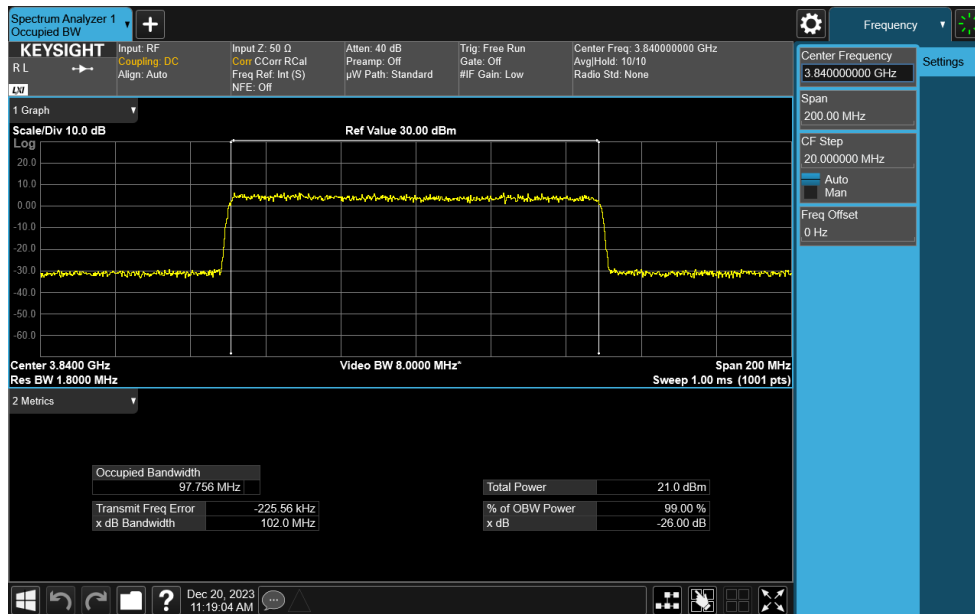 Spectrum Analyzer 1
Occupied BW
+
Frequency
KEYSIGHT
R L
LXI
Input: RF
Coupling: DC
Align: Auto
Input Z: 50 Ω
Corr CCorr RCal
Freq Ref: Int (S)
NFE: Off
Atten: 40 dB
Preamp: Off
µW Path: Standard
Trig: Free Run
Gate: Off
#IF Gain: Low
Center Freq: 3.840000000 GHz
Avg|Hold: 10/10
Radio Std: None
Center Frequency
3.840000000 GHz
Settings
Span
200.00 MHz
CF Step
20.000000 MHz
Auto
Man
Freq Offset
0 Hz
1 Graph
Scale/Div 10.0 dB
Ref Value 30.00 dBm
Log
20.0
10.0
0.00
-10.0
-20.0
-30.0
-40.0
-50.0
-60.0
Center 3.8400 GHz
Video BW 8.0000 MHz*
Span 200 MHz
Res BW 1.8000 MHz
Sweep 1.00 ms (1001 pts)
2 Metrics
Occupied Bandwidth
97.756 MHz
Total Power 21.0 dBm
Transmit Freq Error -225.56 kHz
% of OBW Power 99.00 %
x dB Bandwidth 102.0 MHz
x dB -26.00 dB
?
Dec 20, 2023
11:19:04 AM